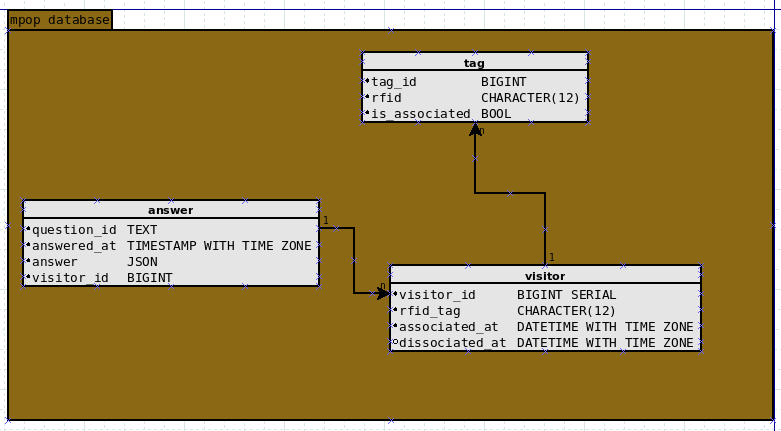 mpop database
tag
tag_id BIGINT
rfid CHARACTER(12)
is_associated BOOL
n
answer
question_id TEXT
answered_at TIMESTAMP WITH TIME ZONE
answer JSON
visitor_id BIGINT
1
n
1
visitor
visitor_id BIGINT SERIAL
rfid_tag CHARACTER(12)
associated_at DATETIME WITH TIME ZONE
dissociated_at DATETIME WITH TIME ZONE